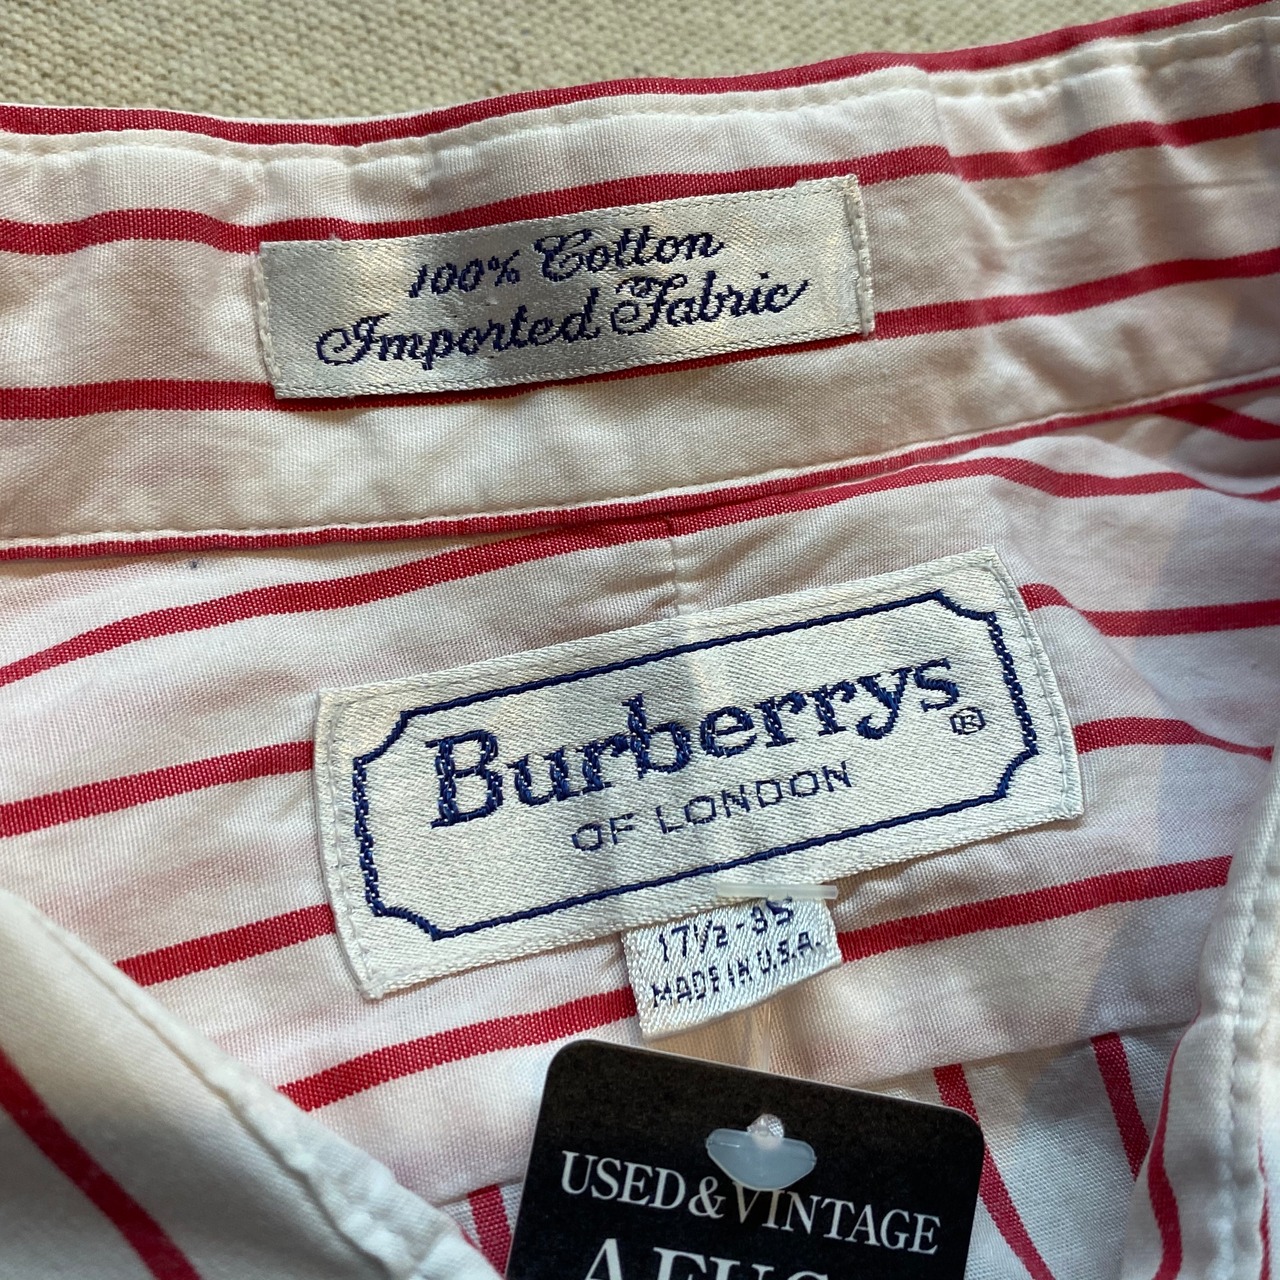 100% Cotton
Imported Fabric
Burberrys®
OF LONDON
17½-35
MADE IN U.S.A.
USED&VINTAGE